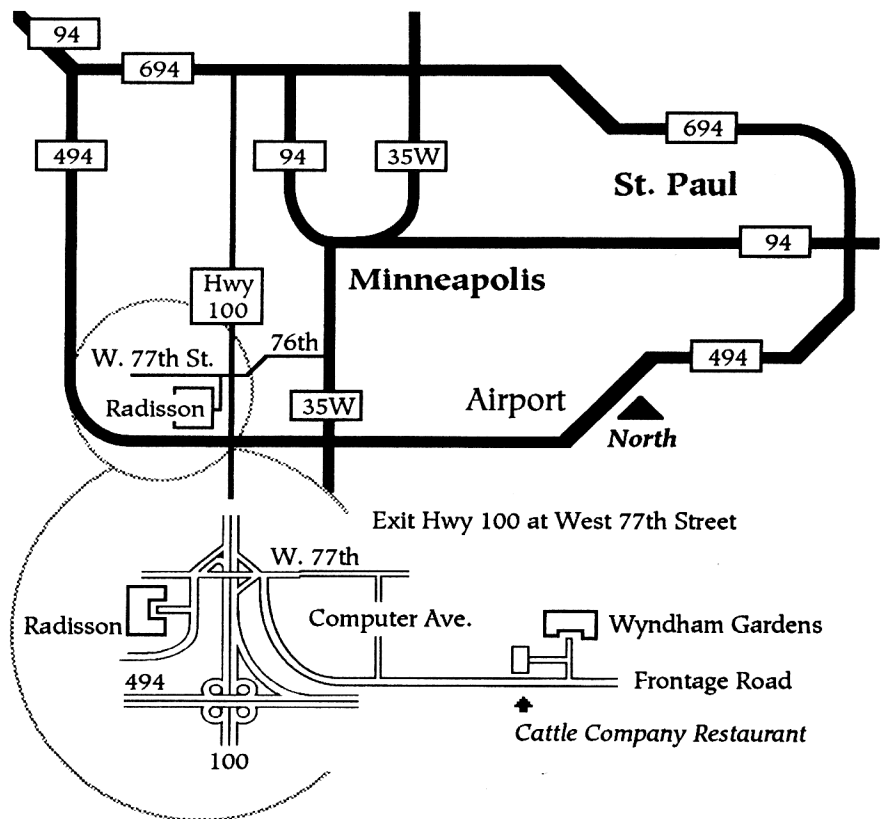 94
694
694
494
94
35W
St. Paul
94
Minneapolis
Hwy
100
76th
W. 77th St.
494
Radisson
35W
Airport
North
Exit Hwy 100 at West 77th Street
W. 77th
Radisson
Computer Ave.
Wyndham Gardens
494
Frontage Road
Cattle Company Restaurant
100